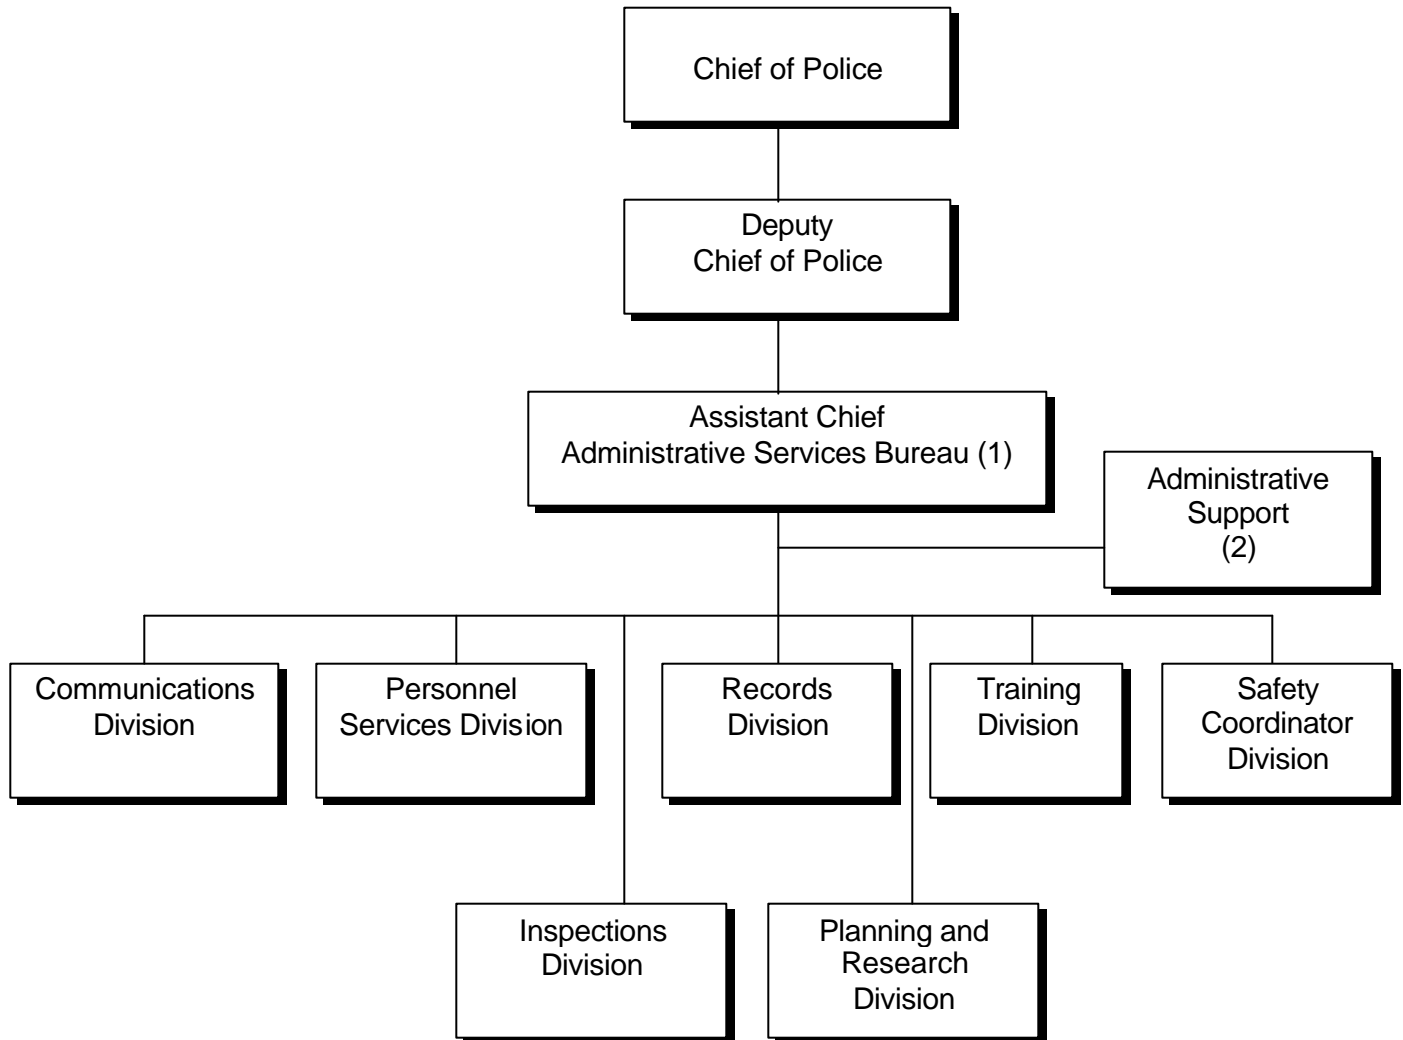 Chief of Police
Deputy
Chief of Police
Assistant Chief
Administrative Services Bureau (1)
Administrative
Support
(2)
Communications
Division
Personnel
Services Division
Records
Division
Training
Division
Safety
Coordinator
Division
Inspections
Division
Planning and
Research
Division